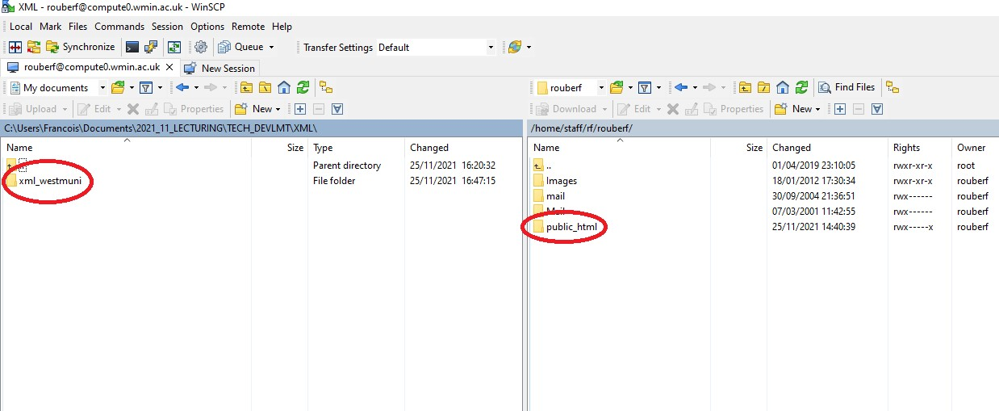 XML - rouberf@compute0.wmin.ac.uk - WinSCP
Local Mark Files Commands Session Options Remote Help
Synchronize Queue Transfer Settings Default
rouberf@compute0.wmin.ac.uk New Session
My documents
Upload Edit Properties New
C:\Users\Francois\Documents\2021_11_LECTURING\TECH_DEVLMT\XML\
Name Size Type Changed
Parent directory 25/11/2021 16:20:32
xml_westmuni File folder 25/11/2021 16:47:15
rouberf Find Files
Download Edit Properties New
/home/staff/rf/rouberf/
Name Size Changed Rights Owner
.. 01/04/2019 23:10:05 rwxr-xr-x root
Images 18/01/2012 17:30:34 rwxr-xr-x rouberf
mail 30/09/2004 21:36:51 rwx------ rouberf
Mail 07/03/2001 11:42:55 rwx------ rouberf
public_html 25/11/2021 14:40:39 rwx-----x rouberf